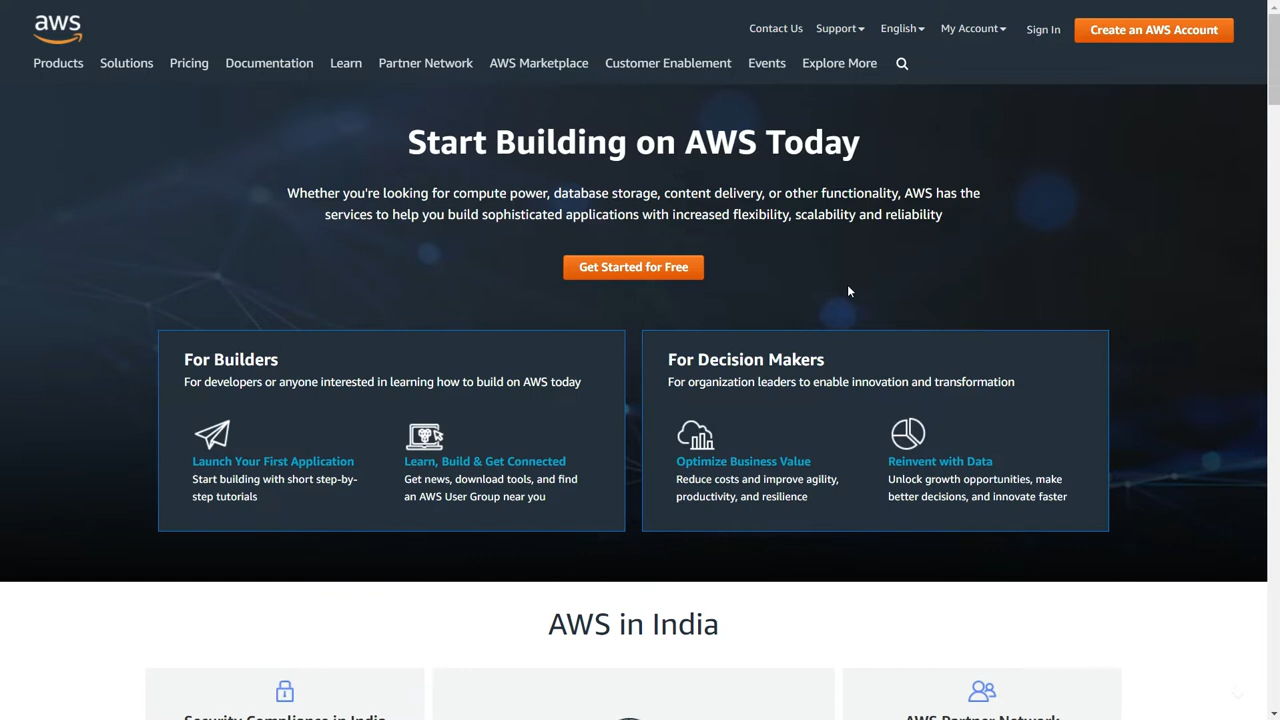 aws
Contact Us Support English My Account Sign In Create an AWS Account
Products Solutions Pricing Documentation Learn Partner Network AWS Marketplace Customer Enablement Events Explore More
Start Building on AWS Today
Whether you're looking for compute power, database storage, content delivery, or other functionality, AWS has the
services to help you build sophisticated applications with increased flexibility, scalability and reliability
Get Started for Free
For Builders
For developers or anyone interested in learning how to build on AWS today
Launch Your First Application
Start building with short step-by-
step tutorials
Learn, Build & Get Connected
Get news, download tools, and find
an AWS User Group near you
For Decision Makers
For organization leaders to enable innovation and transformation
Optimize Business Value
Reduce costs and improve agility,
productivity, and resilience
Reinvent with Data
Unlock growth opportunities, make
better decisions, and innovate faster
AWS in India
Security Compliance in India
AWS Partner Network